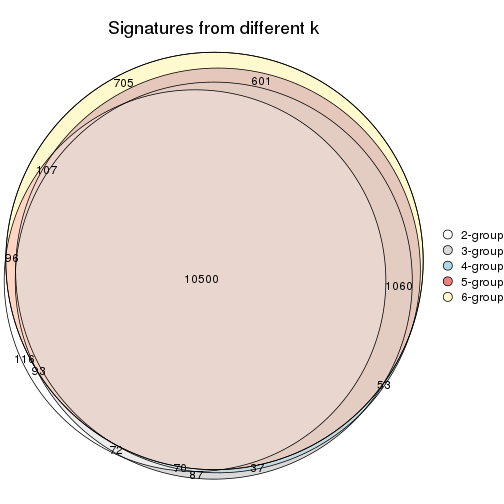 Signatures from different k
705
601
107
96
10500
1060
116
93
53
72
70
87
37
2-group
3-group
4-group
5-group
6-group